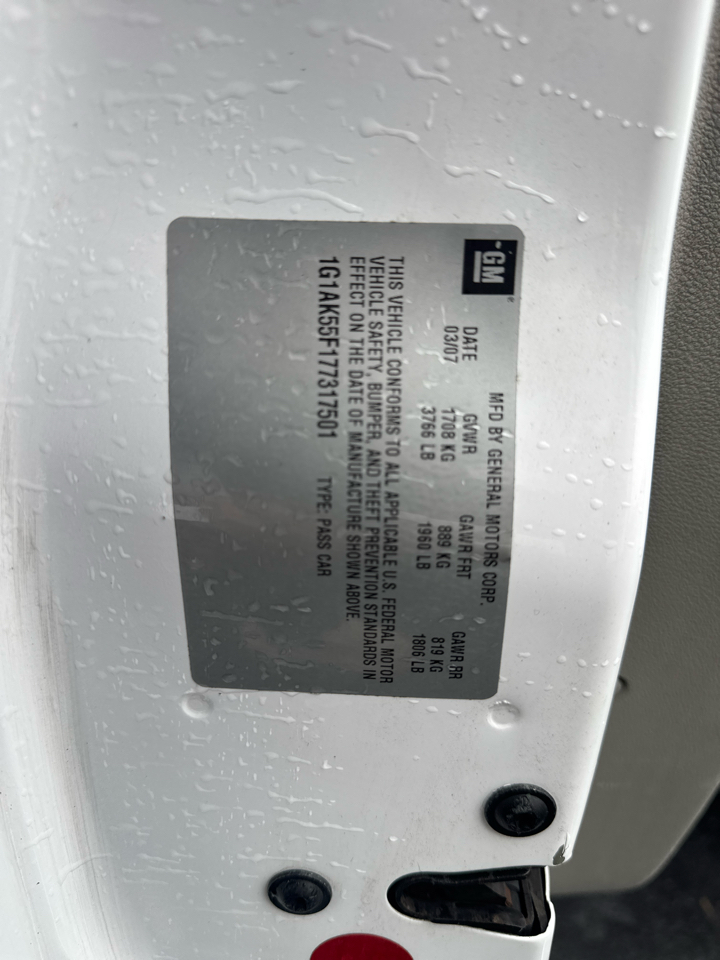 GM
MFD BY GENERAL MOTORS CORP.
DATE GVWR GAWR FRT GAWR RR
03/07 1708 KG 889 KG 819 KG
3766 LB 1960 LB 1806 LB
THIS VEHICLE CONFORMS TO ALL APPLICABLE U.S. FEDERAL MOTOR
VEHICLE SAFETY, BUMPER, AND THEFT PREVENTION STANDARDS IN
EFFECT ON THE DATE OF MANUFACTURE SHOWN ABOVE.
1G1AK55F177317501 TYPE: PASS CAR